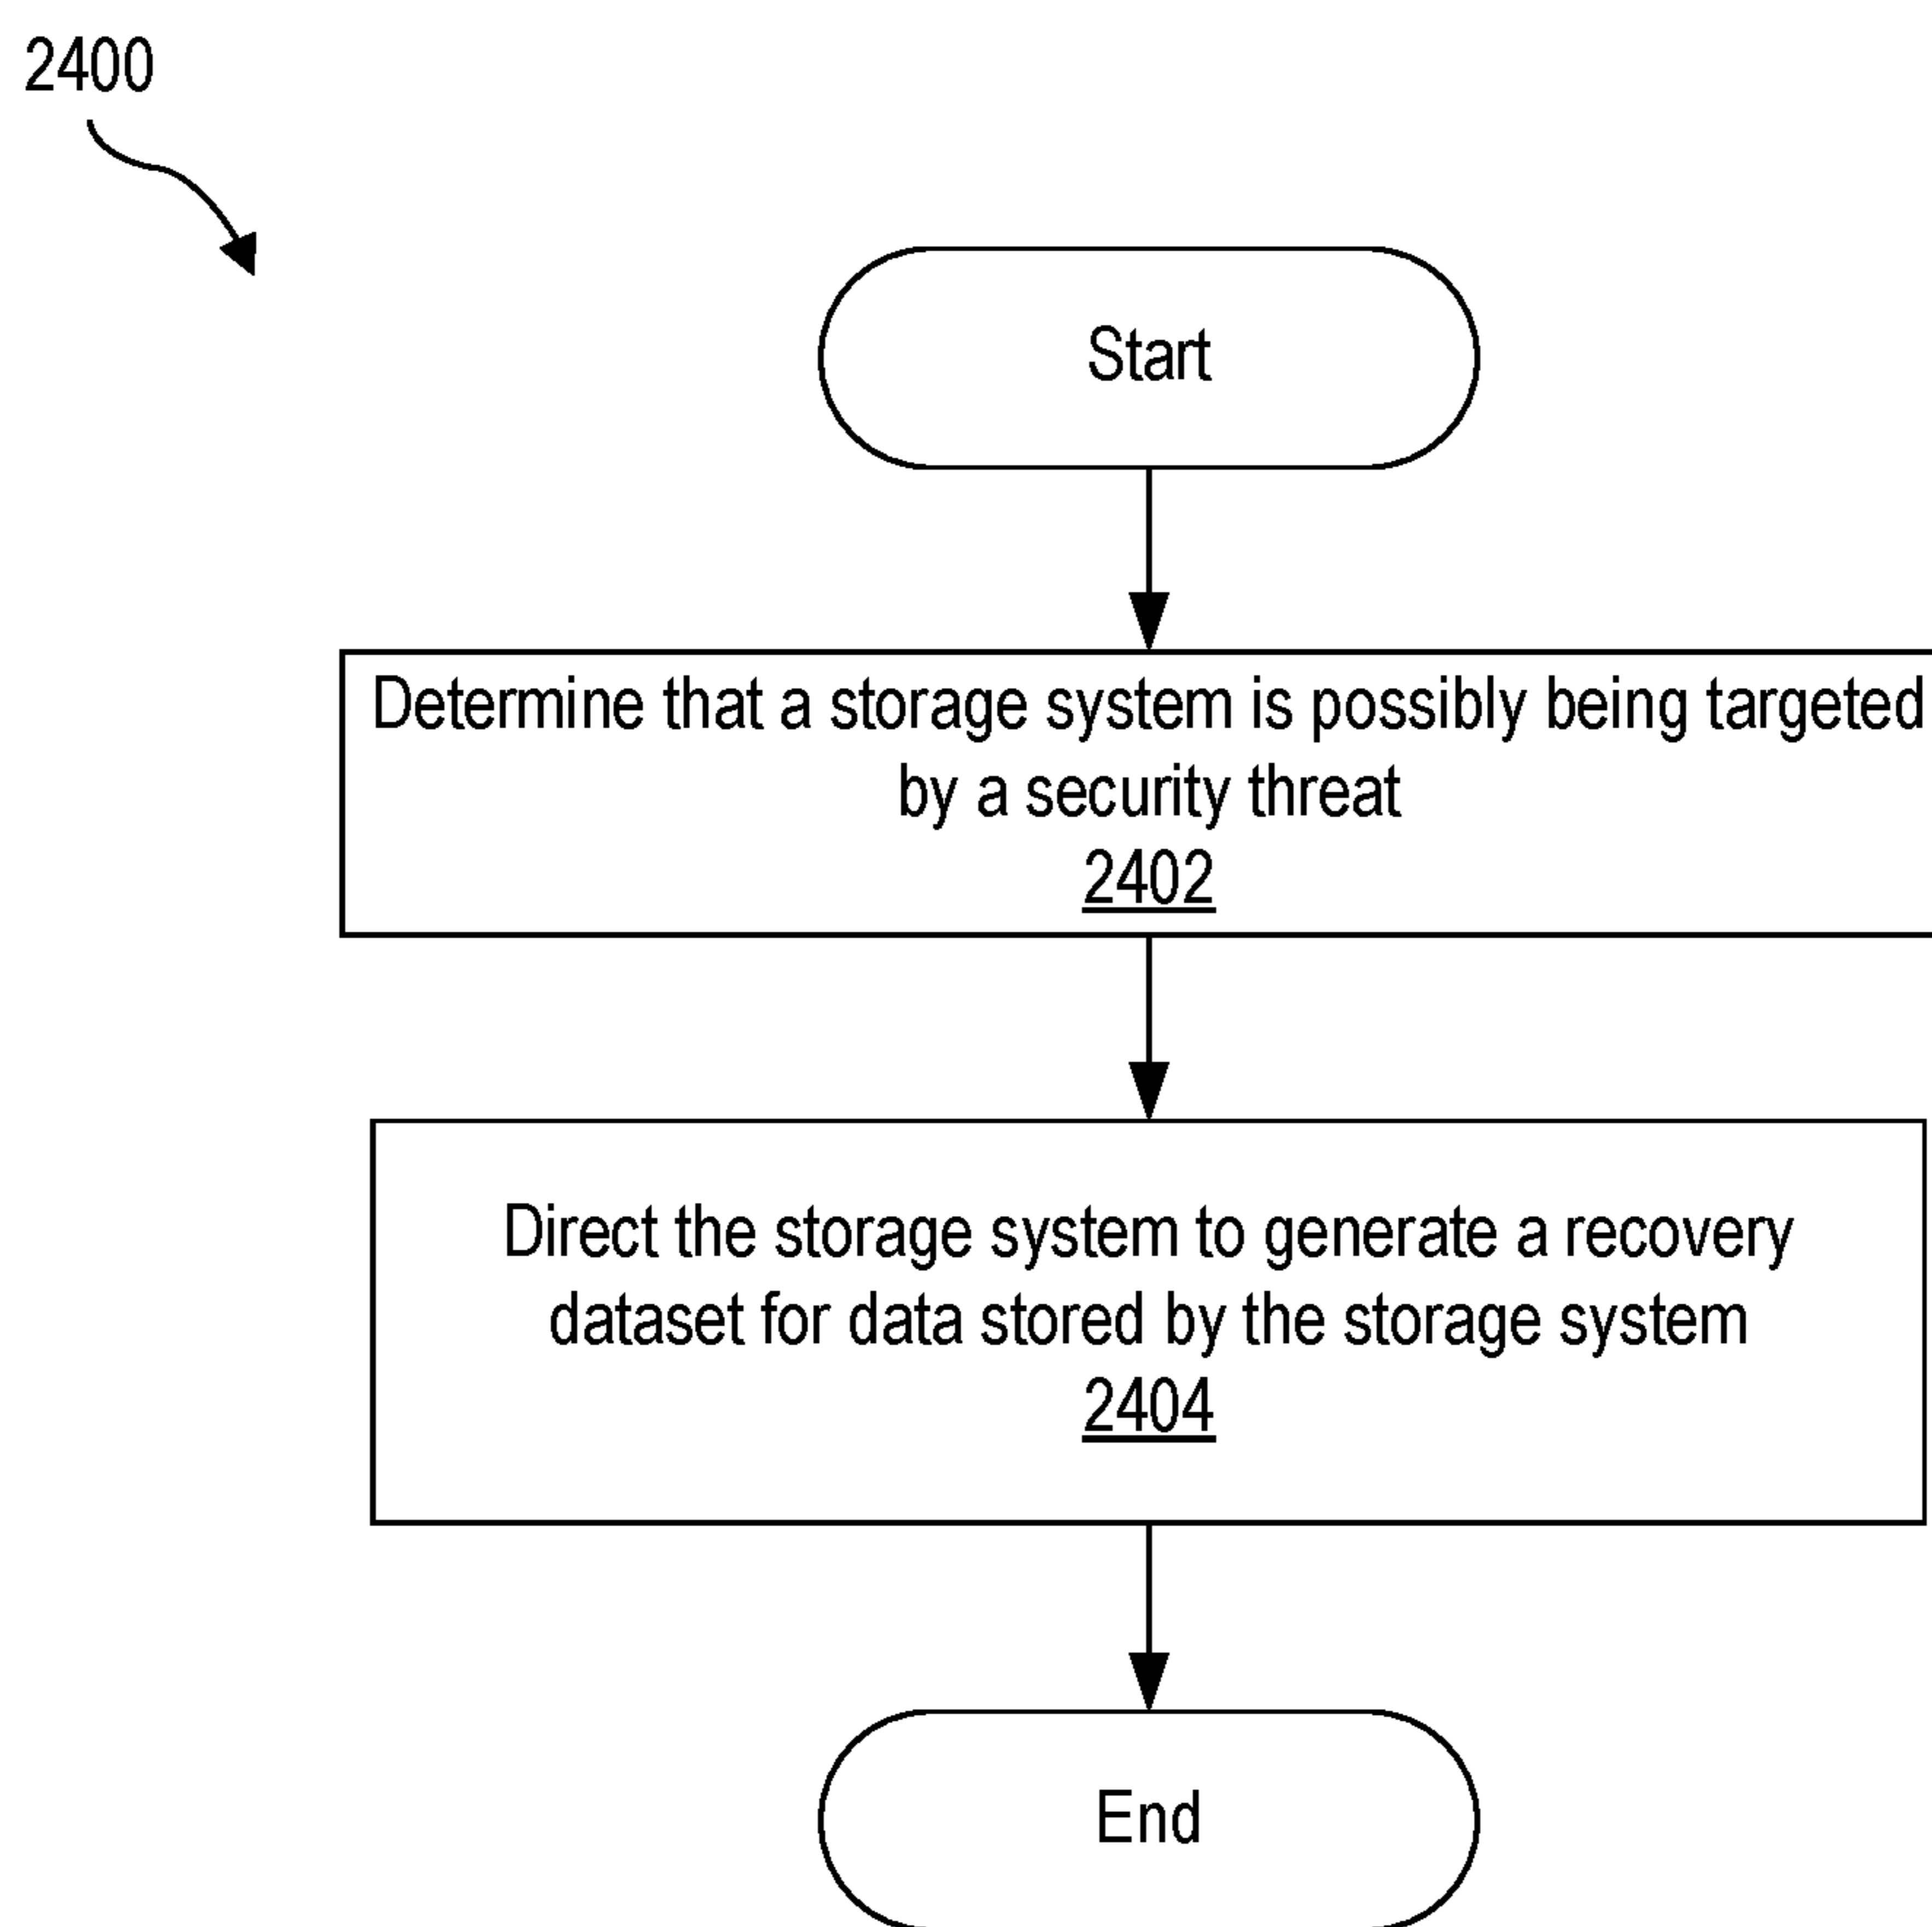 2400
Start
Determine that a storage system is possibly being targeted
by a security threat
2402
Direct the storage system to generate a recovery
dataset for data stored by the storage system
2404
End